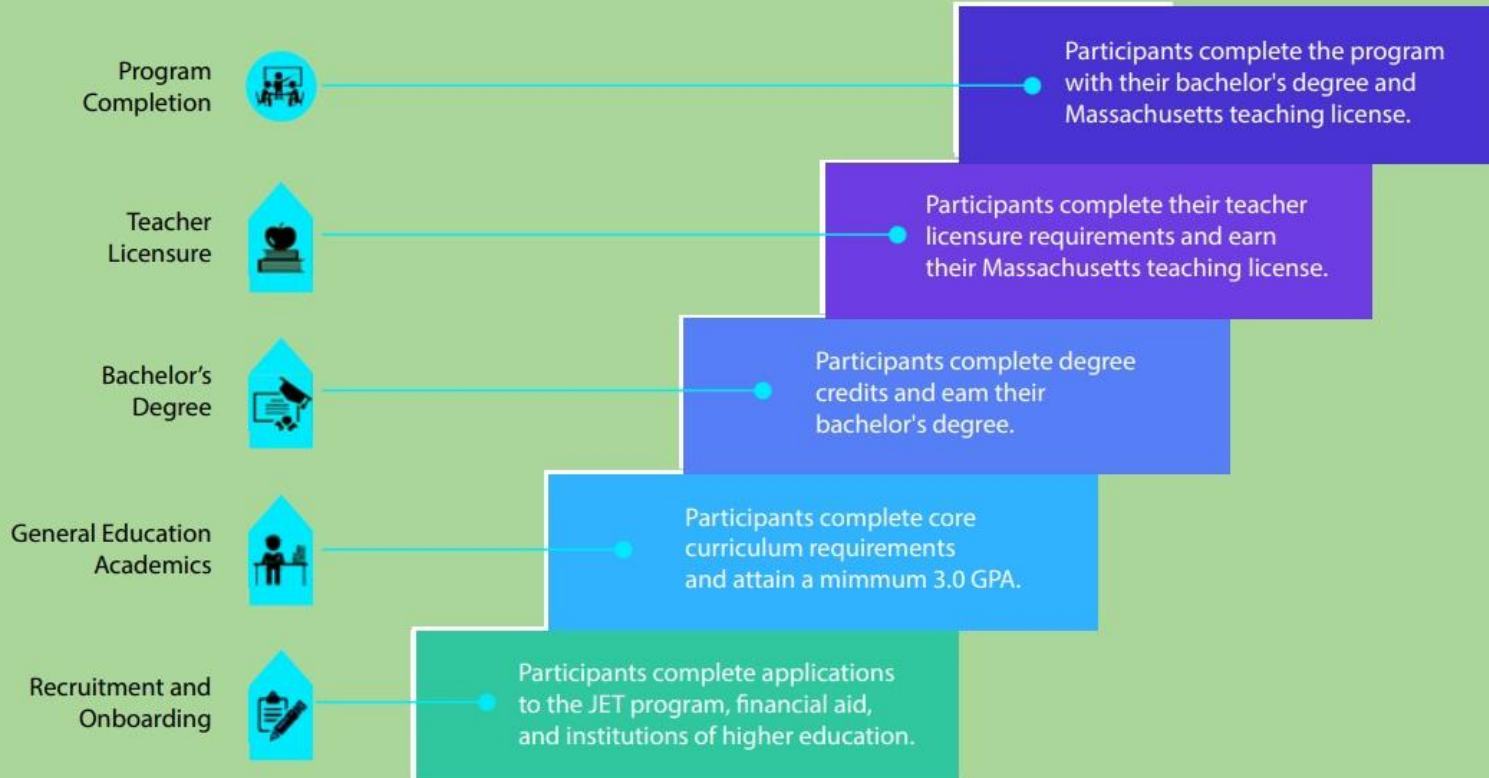 Program
Completion
Participants complete the program
with their bachelor's degree and
Massachusetts teaching license.
Teacher
Licensure
Participants complete their teacher
licensure requirements and earn
their Massachusetts teaching license.
Bachelor’s
Degree
Participants complete degree
credits and eam their
bachelor's degree.
General Education
Academics
Participants complete core
curriculum requirements
and attain a mimmum 3.0 GPA.
Recruitment and
Onboarding
Participants complete applications
to the JET program, financial aid,
and institutions of higher education.